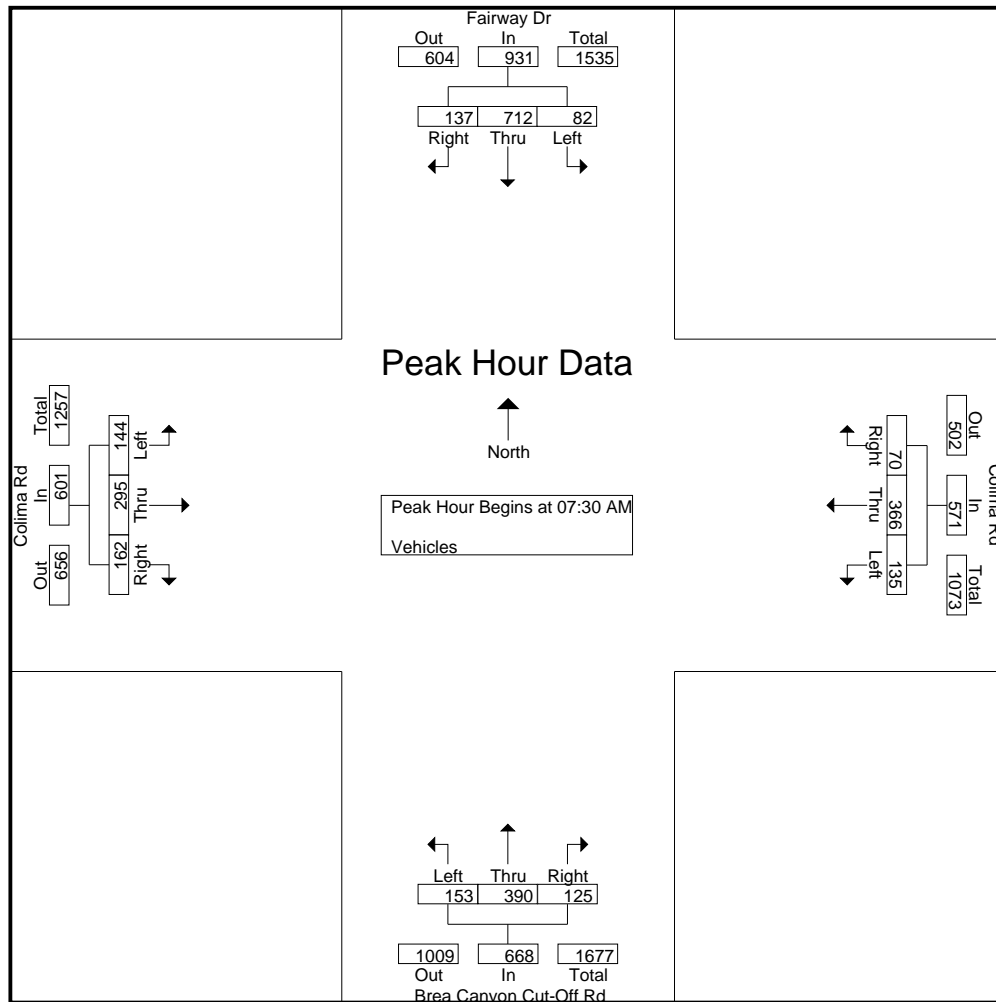 Fairway Dr
Out In Total
604 931 1535
137 712 82
Right Thru Left
Peak Hour Data
North
Peak Hour Begins at 07:30 AM
Vehicles
Colima Rd
Total In Out
1257 601 656
144 295 162
Left Thru Right
Colima Rd
Out In Total
502 571 1073
70 366 135
Right Thru Left
Left Thru Right
153 390 125
1009 668 1677
Out In Total
Brea Canyon Cut-Off Rd